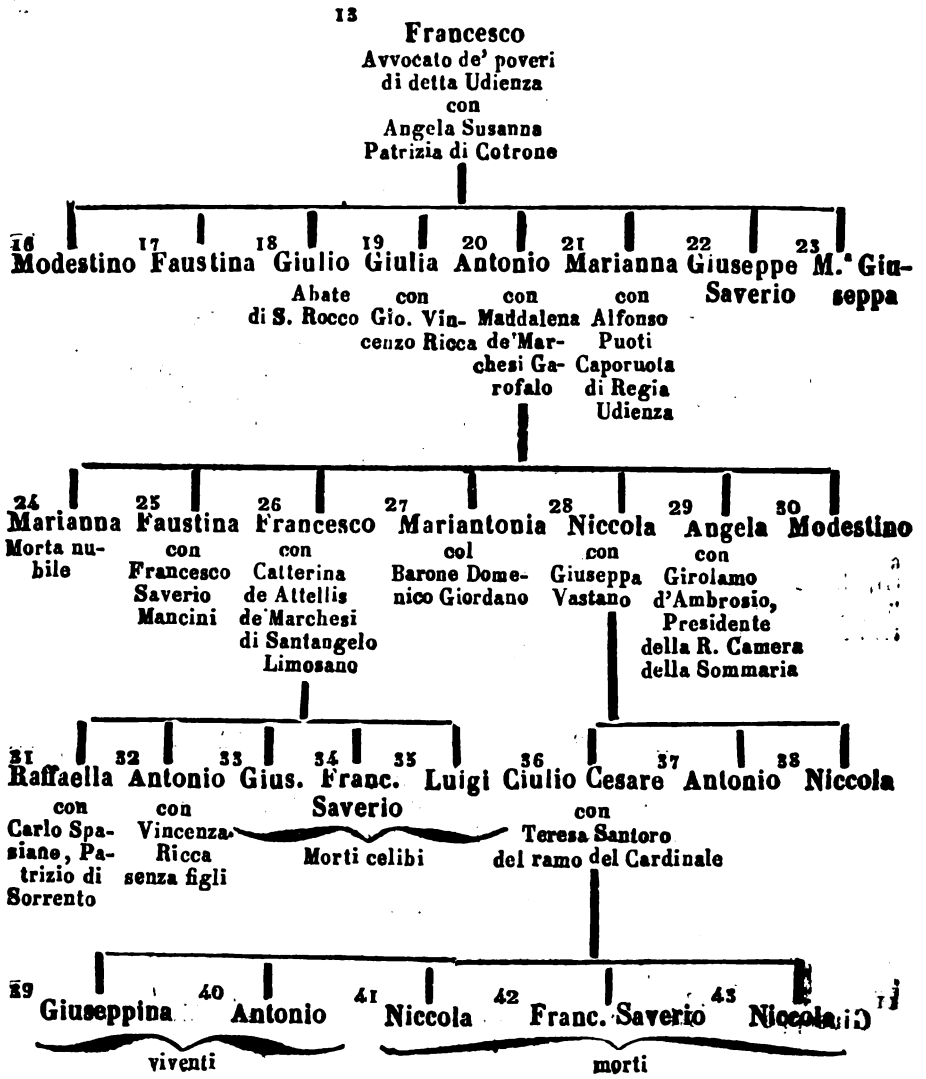 13
Francesco
Avvocato de' poveri
di detta Udienza
con
Angela Susanna
Patrizia di Cotrone
16 17 18 19 20 21 22 23
Modestino Faustina Giulio Giulia Antonio Marianna Giuseppe M.ª Giu-
Saverio seppa
Abate con con con
di S. Rocco Gio. Vin- Maddalena Alfonso
cenzo Ricca de'Mar- Puoti
chesi Ga- Caporuota
rofalo di Regia
Udienza
24 25 26 27 28 29 30
Marianna Faustina Francesco Mariantonia Niccola Angela Modestino
Morta nu- con con col con con
bile Francesco Catterina Barone Dome- Giuseppa Girolamo
Saverio de Attellis nico Giordano Vastano d'Ambrosio,
Mancini de'Marchesi Presidente
di Santangelo della R. Camera
Limosano della Sommaria
31 32 33 34 35 36 37 38
Raffaella Antonio Gius. Franc. Luigi Ciulio Cesare Antonio Niccola
Saverio
con con con
Carlo Spa- Vincenza Teresa Santoro
siano, Pa- Ricca Morti celibi del ramo del Cardinale
trizio di senza figli
Sorrento
39 40 41 42 43
Giuseppina Antonio Niccola Franc. Saverio Niccola
viventi morti